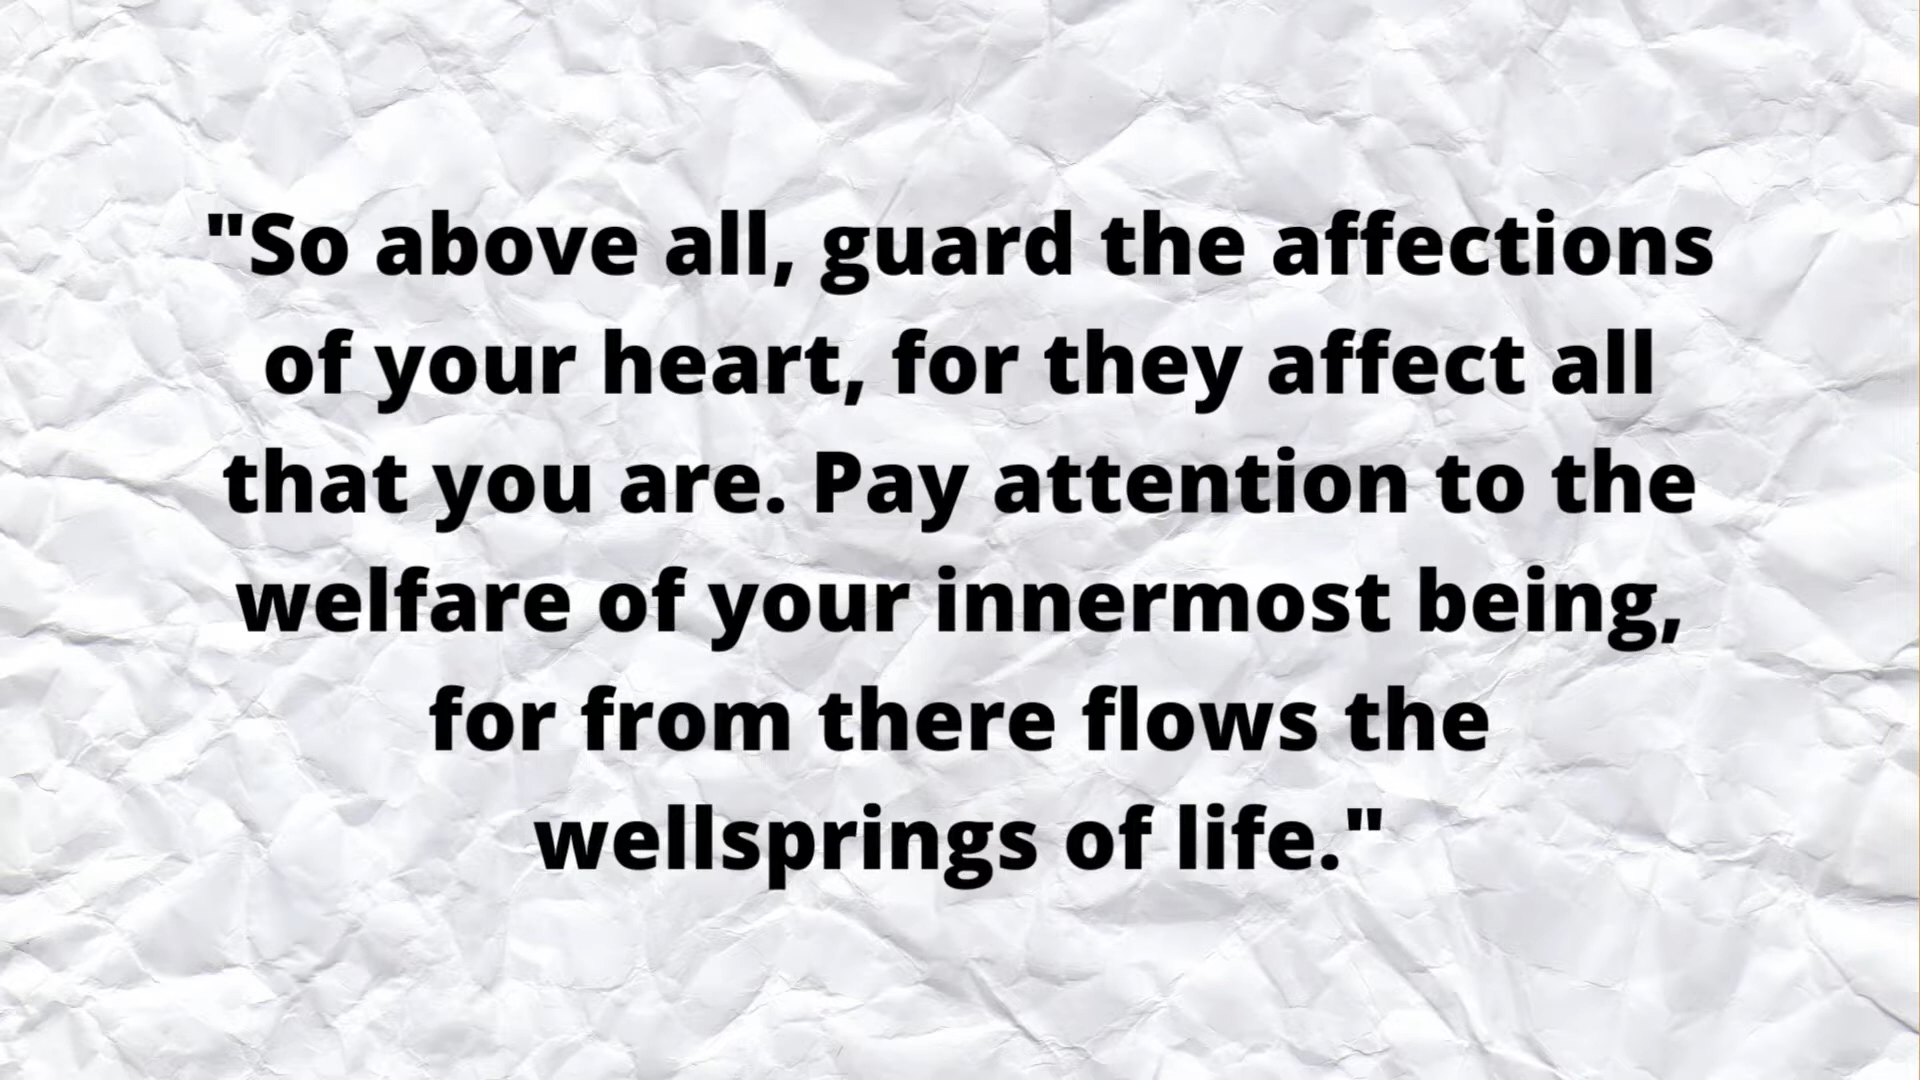 "So above all, guard the affections
of your heart, for they affect all
that you are. Pay attention to the
welfare of your innermost being,
for from there flows the
wellsprings of life."